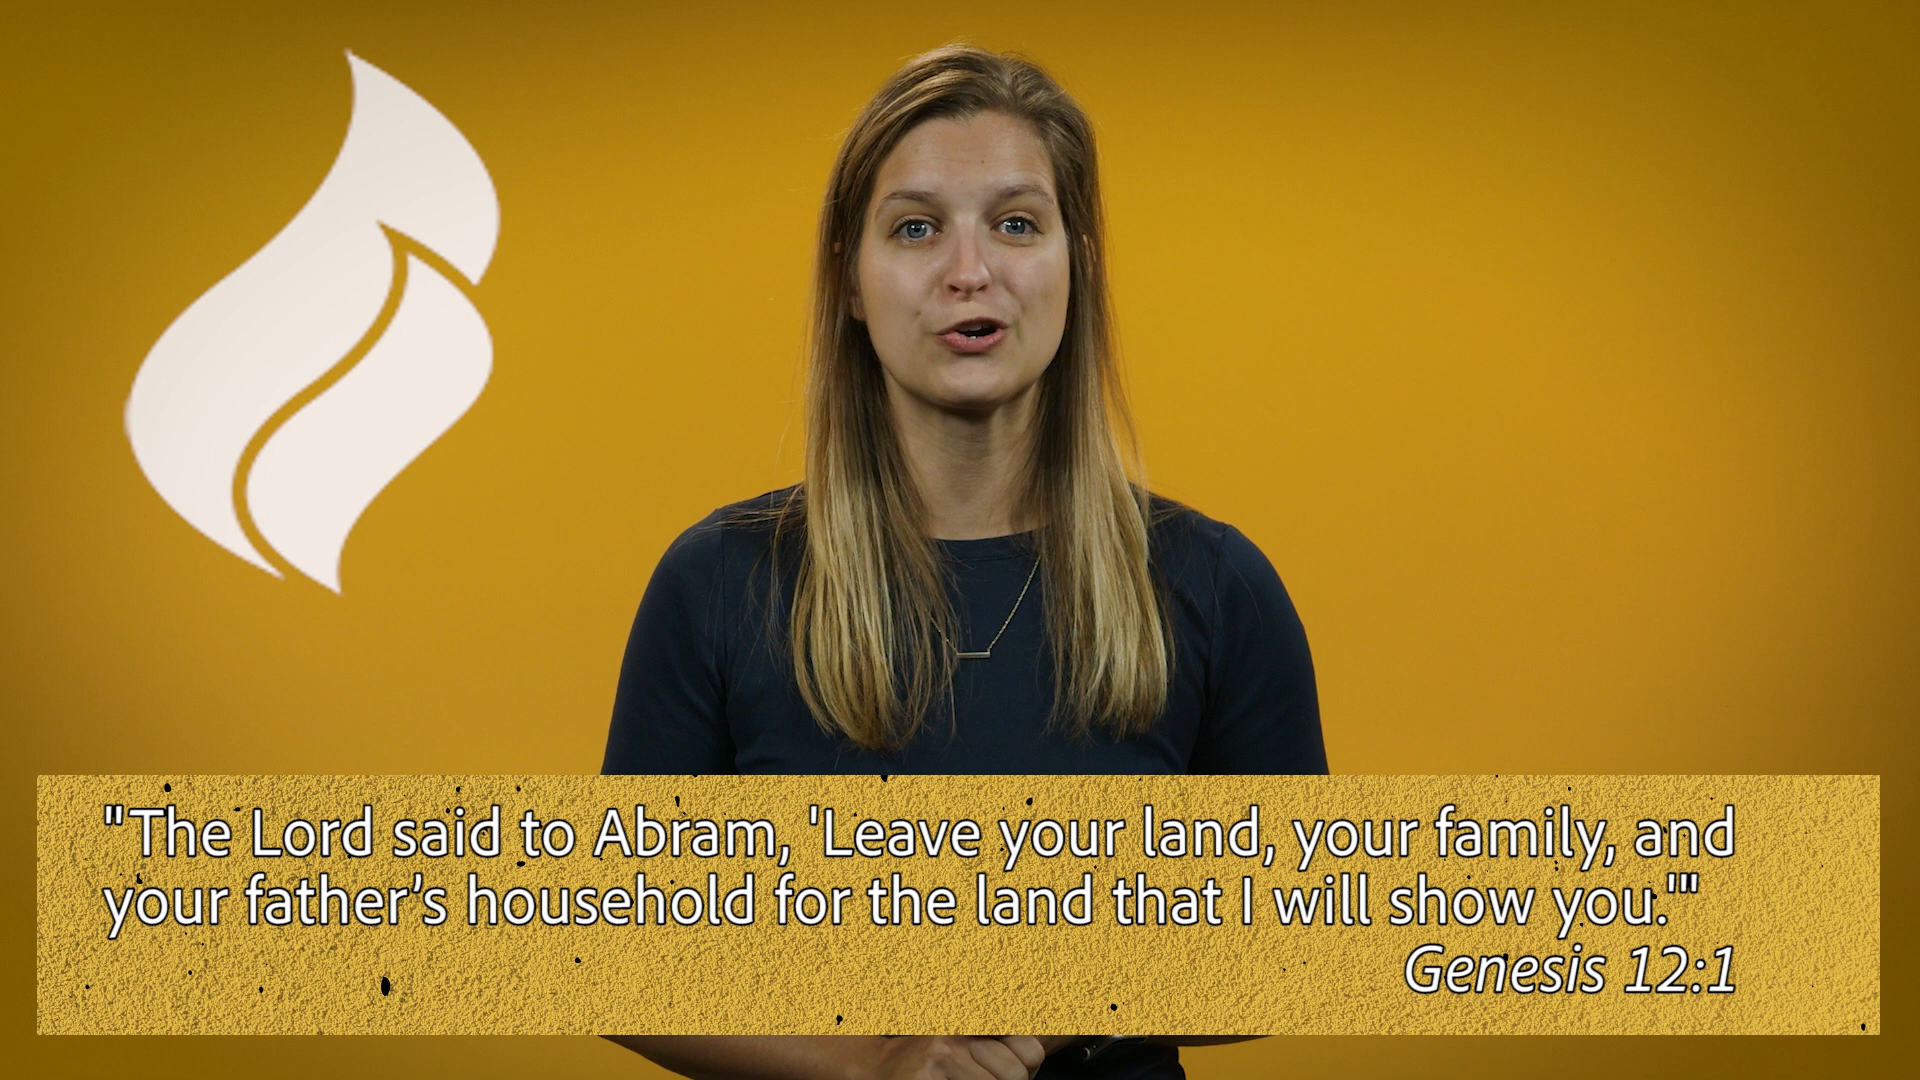 "The Lord said to Abram, 'Leave your land, your family, and
your father’s household for the land that I will show you.'"
Genesis 12:1